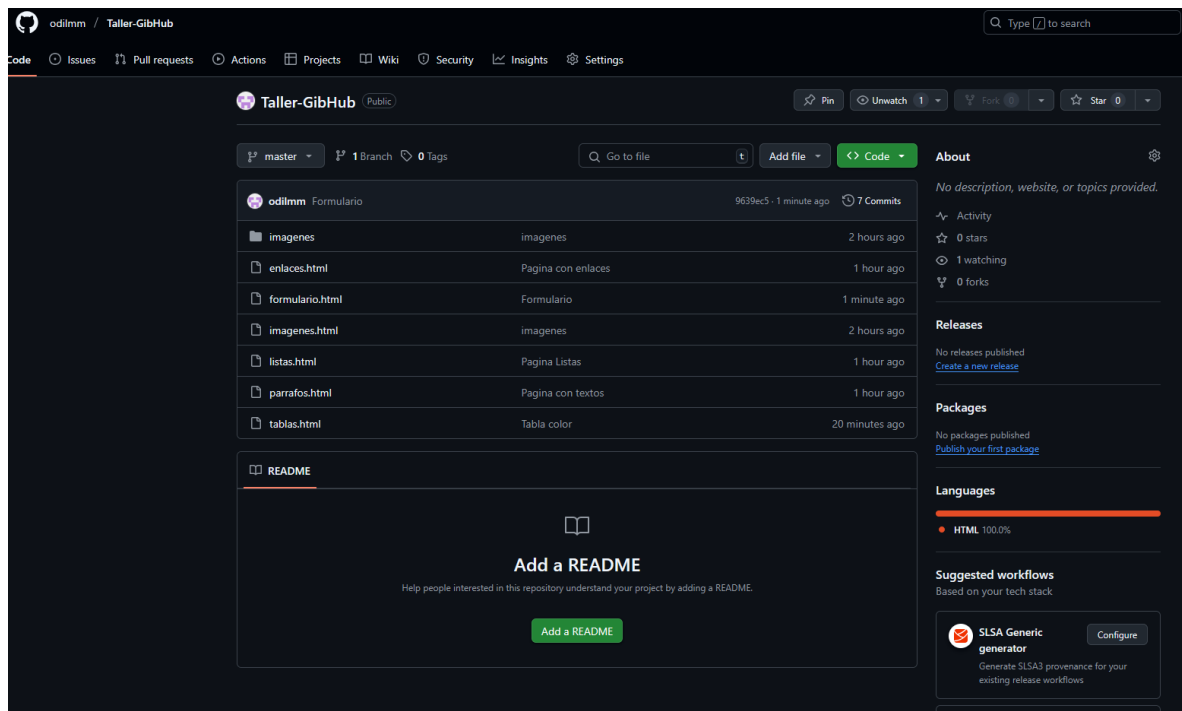 odilmm / Taller-GibHub
Type / to search
Code Issues Pull requests Actions Projects Wiki Security Insights Settings
Taller-GibHub Public
Pin Unwatch 1 Fork 0 Star 0
master 1 Branch 0 Tags Go to file t Add file Code
odilmm Formulario 9639ec5 · 1 minute ago 7 Commits
imagenes imagenes 2 hours ago
enlaces.html Pagina con enlaces 1 hour ago
formulario.html Formulario 1 minute ago
imagenes.html imagenes 2 hours ago
listas.html Pagina Listas 1 hour ago
parrafos.html Pagina con textos 1 hour ago
tablas.html Tabla color 20 minutes ago
README
Add a README
Help people interested in this repository understand your project by adding a README.
Add a README
About
No description, website, or topics provided.
Activity
0 stars
1 watching
0 forks
Releases
No releases published
Create a new release
Packages
No packages published
Publish your first package
Languages
HTML 100.0%
Suggested workflows
Based on your tech stack
SLSA Generic
generator
Configure
Generate SLSA3 provenance for your
existing release workflows